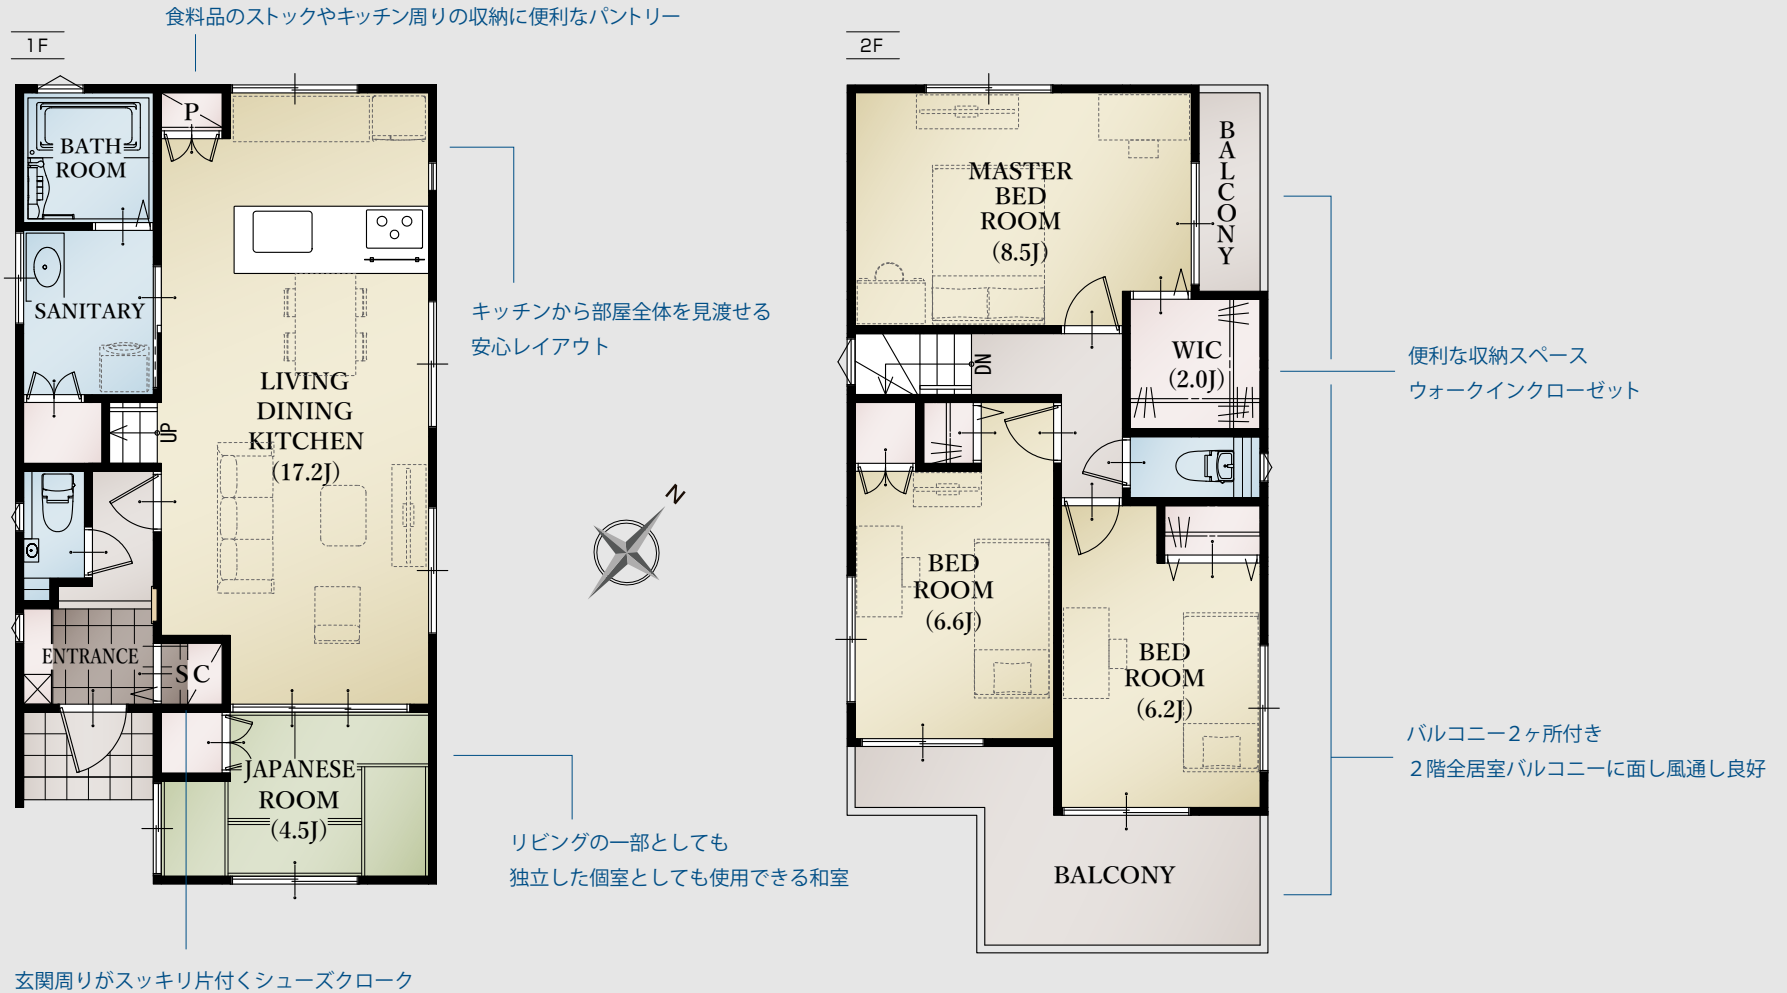 食料品のストックやキッチン周りの収納に便利なパントリー
1F
P
BATH
ROOM
SANITARY
LIVING
DINING
KITCHEN
(17.2J)
UP
ENTRANCE
SC
JAPANESE
ROOM
(4.5J)
キッチンから部屋全体を見渡せる
安心レイアウト
N
リビングの一部としても
独立した個室としても使用できる和室
玄関周りがスッキリ片付くシューズクローク
2F
MASTER
BED
ROOM
(8.5J)
BALCONY
DN
WIC
(2.0J)
BED
ROOM
(6.6J)
BED
ROOM
(6.2J)
BALCONY
便利な収納スペース
ウォークインクローゼット
バルコニー2ヶ所付き
2階全居室バルコニーに面し風通し良好